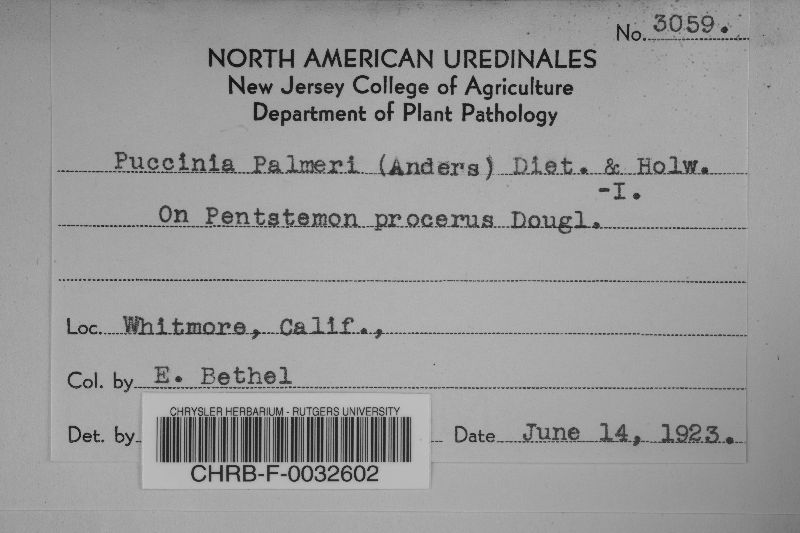 No. 3059.
NORTH AMERICAN UREDINALES
New Jersey College of Agriculture
Department of Plant Pathology
Puccinia Palmeri (Anders) Diet. & Holw.
-I.
On Pentstemon procerus Dougl.
Loc. Whitmore, Calif.,
Col. by E. Bethel
Det. by
Date June 14, 1923.
CHRYSLER HERBARIUM - RUTGERS UNIVERSITY
CHRB-F-0032602